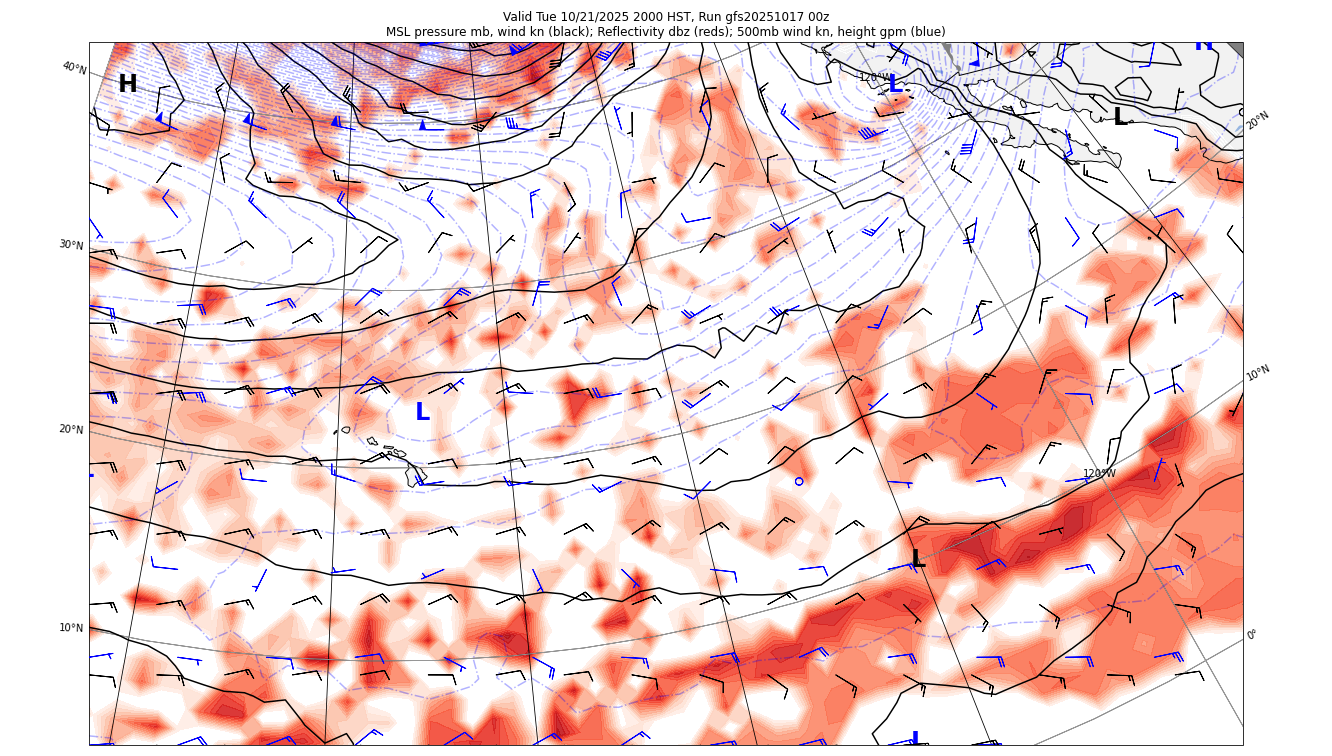 Valid Tue 10/21/2025 2000 HST, Run gfs20251017 00z
MSL pressure mb, wind kn (black); Reflectivity dbz (reds); 500mb wind kn, height gpm (blue)
H
40°N
H
120°W
L
L
20°N
30°N
10°N
L
20°N
120°W
L
10°N
0°
L